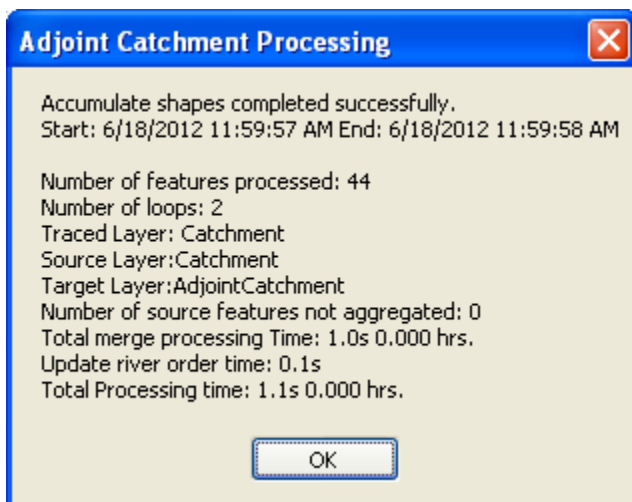 Adjoint Catchment Processing
Accumulate shapes completed successfully.
Start: 6/18/2012 11:59:57 AM End: 6/18/2012 11:59:58 AM
Number of features processed: 44
Number of loops: 2
Traced Layer: Catchment
Source Layer:Catchment
Target Layer:AdjointCatchment
Number of source features not aggregated: 0
Total merge processing Time: 1.0s 0.000 hrs.
Update river order time: 0.1s
Total Processing time: 1.1s 0.000 hrs.
OK